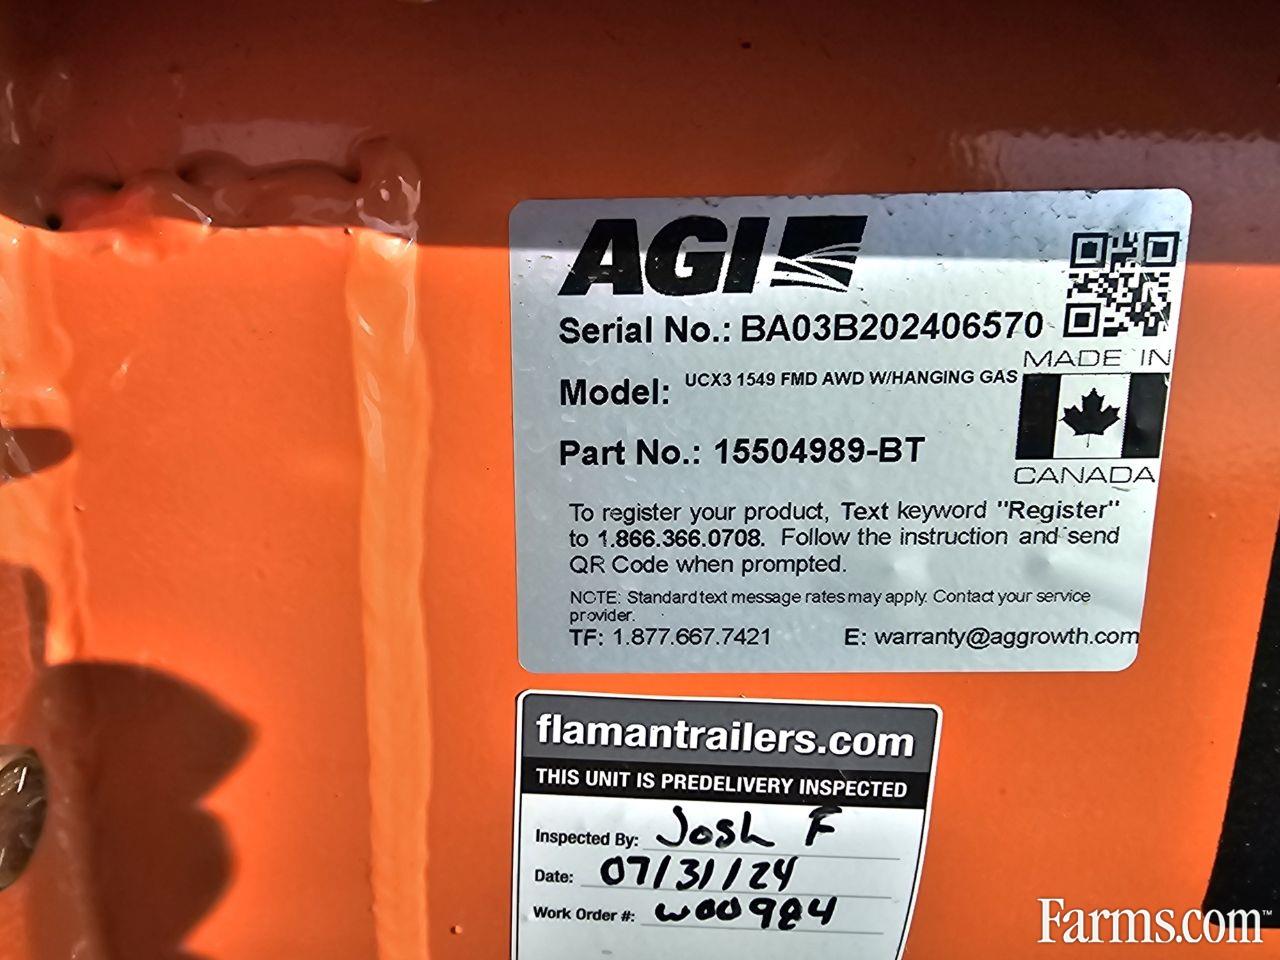 AGI
Serial No.: BA03B202406570
MADE IN
Model: UCX3 1549 FMD AWD W/HANGING GAS
Part No.: 15504989-BT
CANADA
To register your product, Text keyword "Register"
to 1.866.366.0708. Follow the instruction and send
QR Code when prompted.
NOTE: Standard text message rates may apply. Contact your service
provider.
TF: 1.877.667.7421 E: warranty@aggrowth.com
flamantrailers.com
THIS UNIT IS PREDELIVERY INSPECTED
Inspected By: Josh F
Date: 07/31/24
Work Order #: W00984
Farms.com™